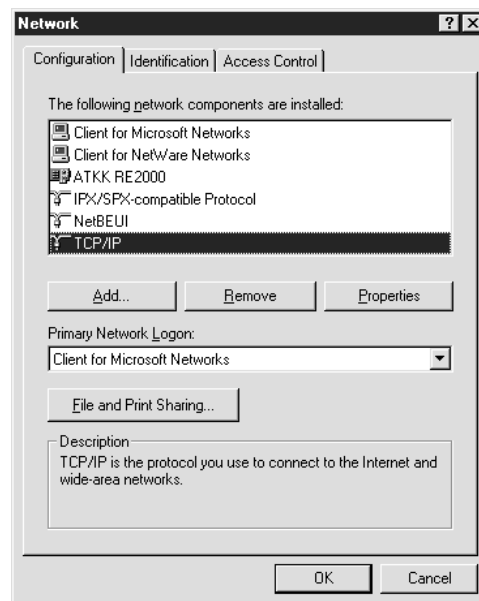 Network
Configuration Identification Access Control
The following network components are installed:
Client for Microsoft Networks
Client for NetWare Networks
ATKK RE2000
IPX/SPX-compatible Protocol
NetBEUI
TCP/IP
Add... Remove Properties
Primary Network Logon:
Client for Microsoft Networks
File and Print Sharing...
Description
TCP/IP is the protocol you use to connect to the Internet and
wide-area networks.
OK Cancel